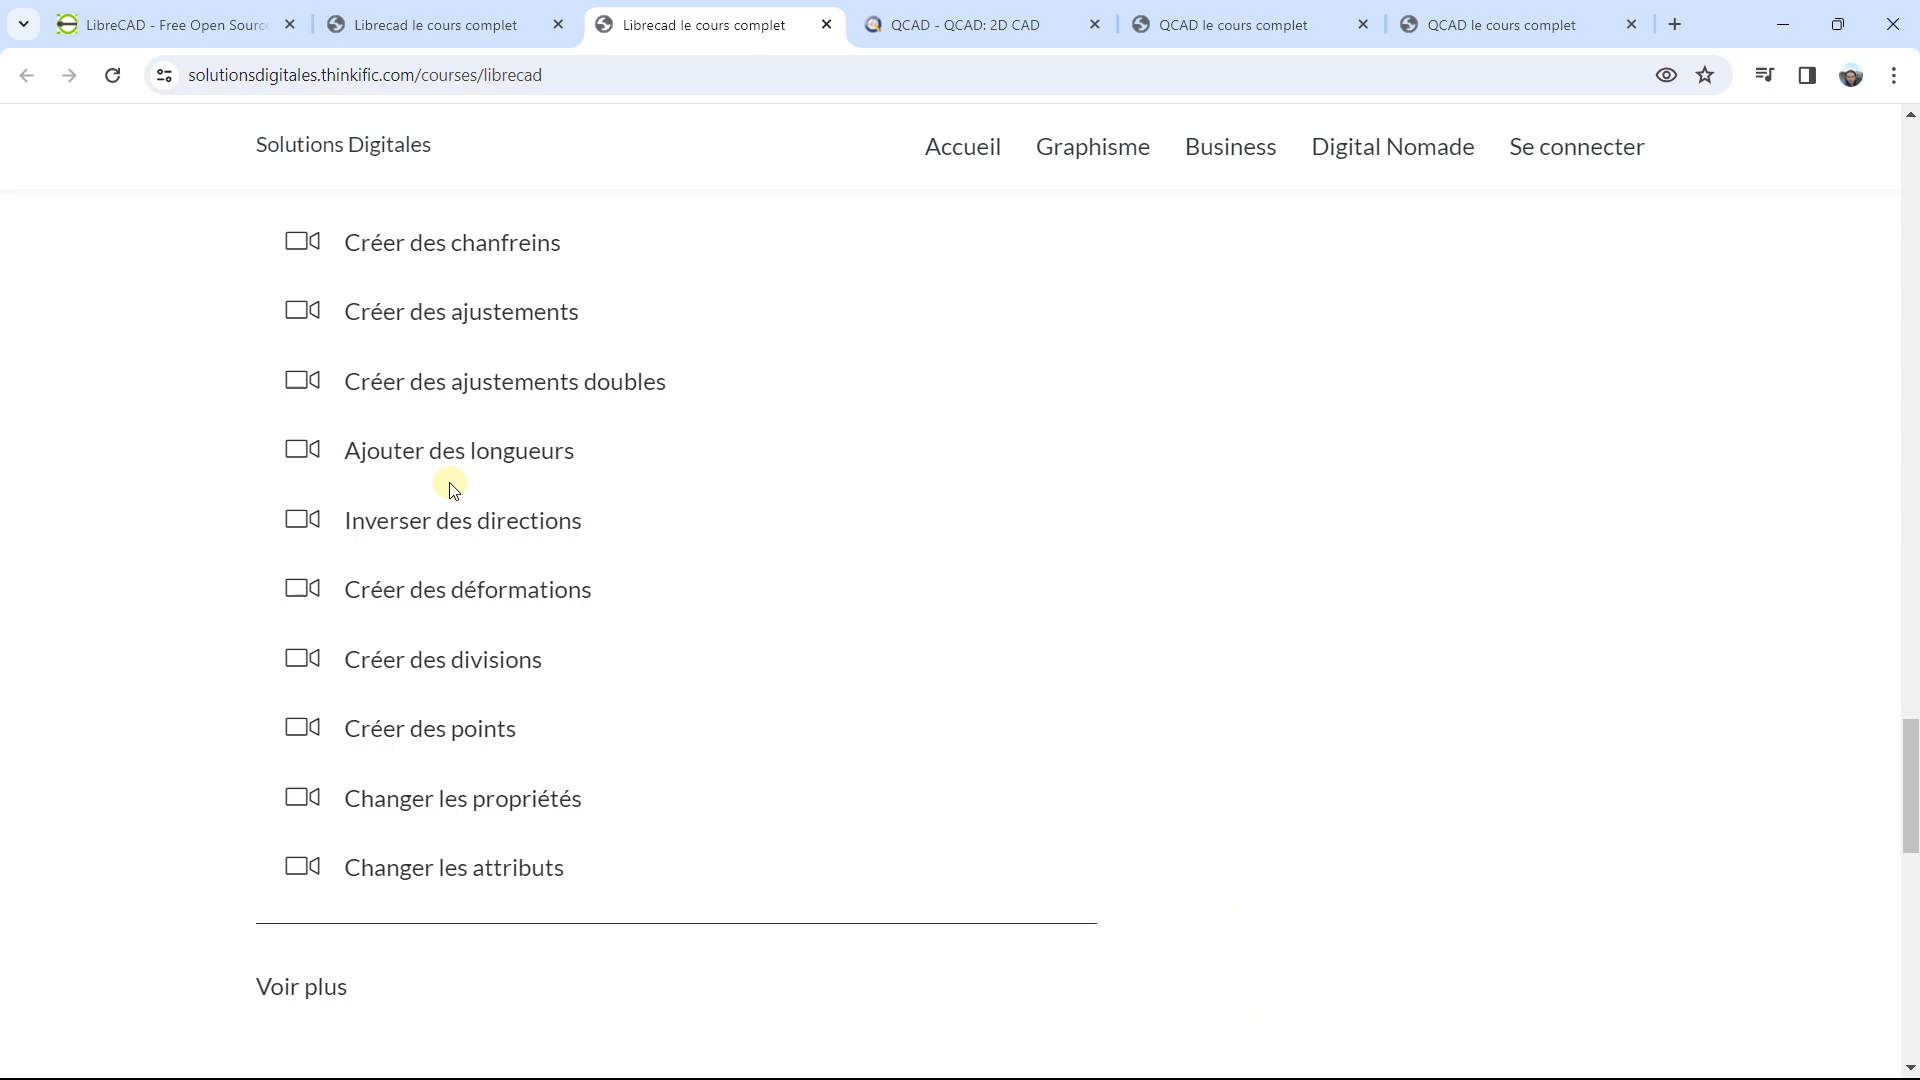 LibreCAD - Free Open Source
Librecad le cours complet
Librecad le cours complet
QCAD - QCAD: 2D CAD
QCAD le cours complet
QCAD le cours complet
solutionsdigitales.thinkific.com/courses/librecad
Solutions Digitales
Accueil
Graphisme
Business
Digital Nomade
Se connecter
Créer des chanfreins
Créer des ajustements
Créer des ajustements doubles
Ajouter des longueurs
Inverser des directions
Créer des déformations
Créer des divisions
Créer des points
Changer les propriétés
Changer les attributs
Voir plus